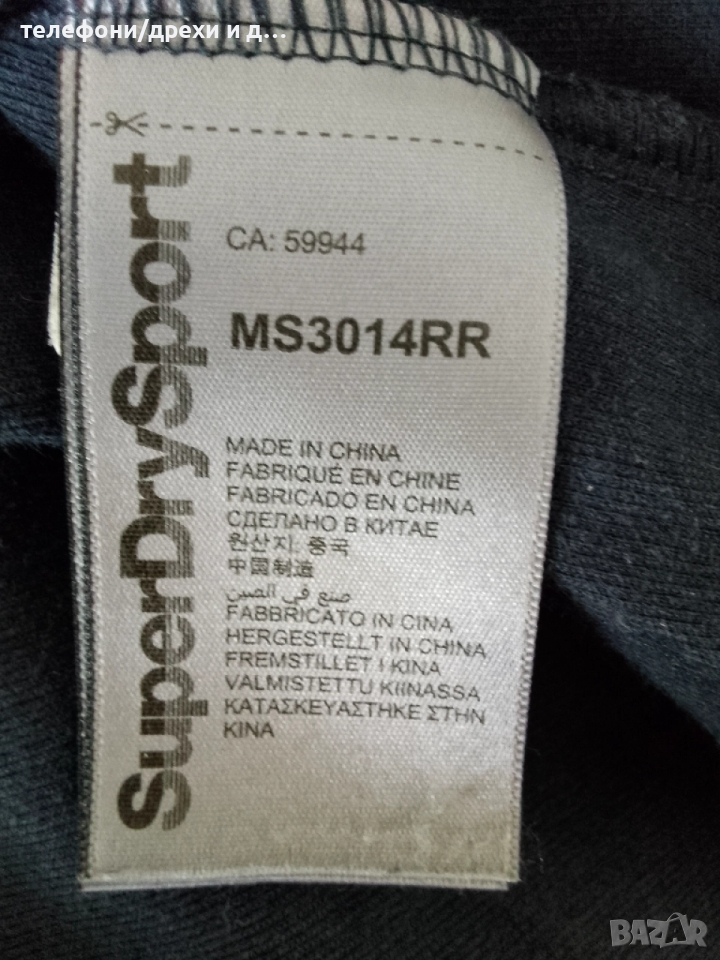 телефони/дрехи и д...
SuperDrySport
CA: 59944
MS3014RR
MADE IN CHINA
FABRIQUÉ EN CHINE
FABRICADO EN CHINA
СДЕЛАНО В КИТАЕ
원산지: 중국
中国制造
صنع في الصين
FABBRICATO IN CINA
HERGESTELLT IN CHINA
FREMSTILLET I KINA
VALMISTETTU KIINASSA
ΚΑΤΑΣΚΕΥΑΣΤΗΚΕ ΣΤΗΝ
ΚΙΝΑ
BAZAR